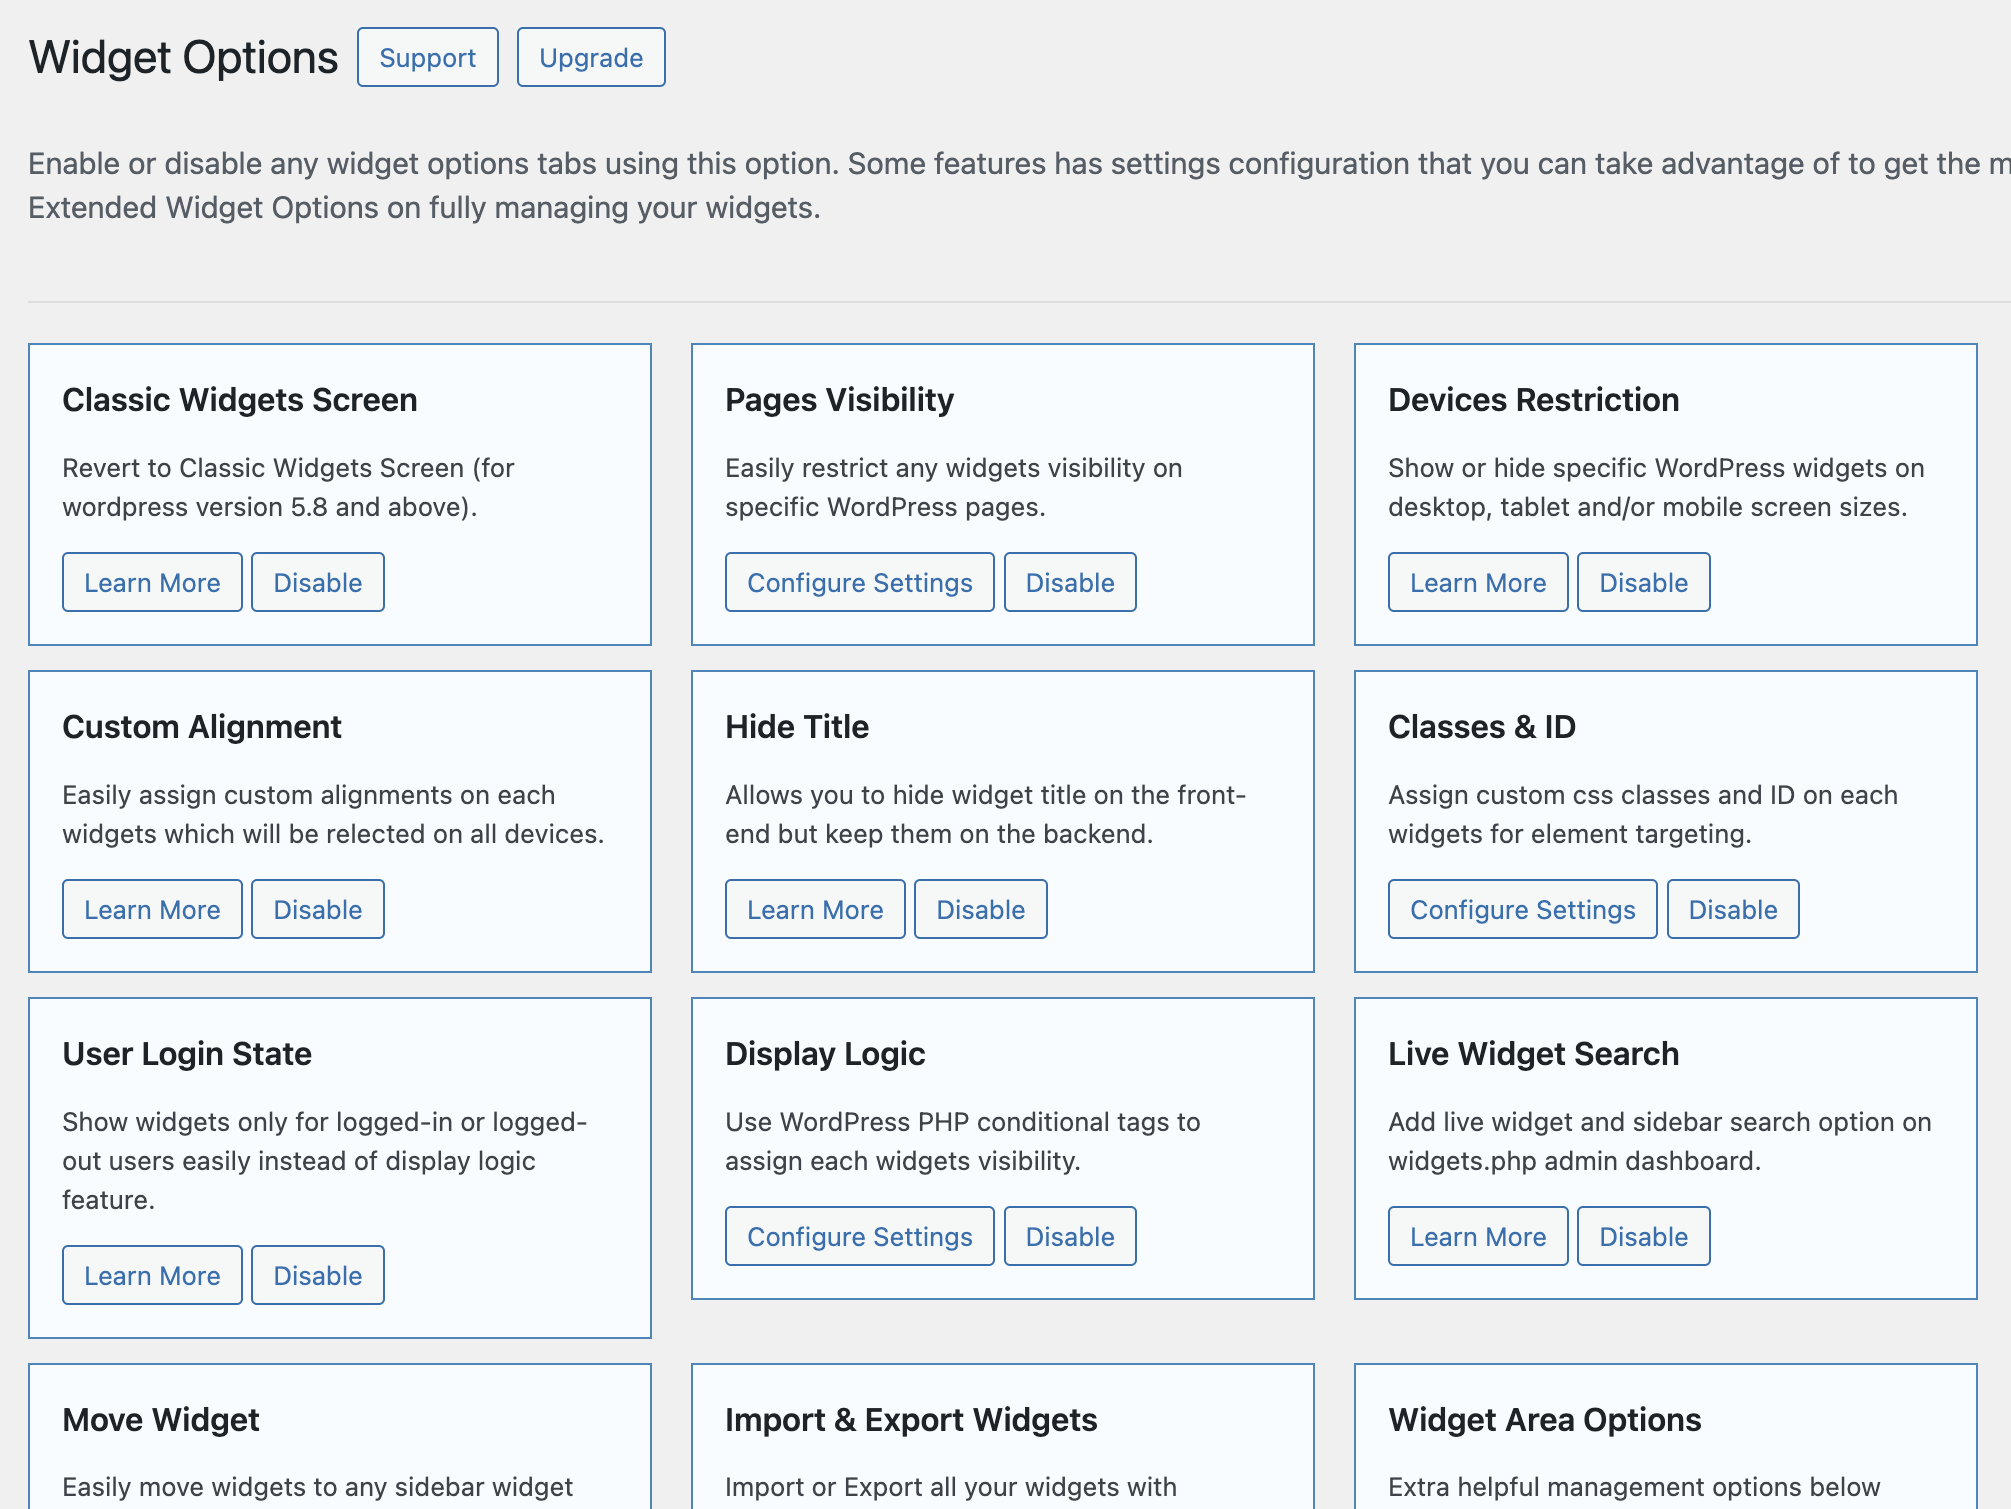 Widget Options
Support
Upgrade
Enable or disable any widget options tabs using this option. Some features has settings configuration that you can take advantage of to get the
Extended Widget Options on fully managing your widgets.
Classic Widgets Screen
Revert to Classic Widgets Screen (for
wordpress version 5.8 and above).
Learn More
Disable
Pages Visibility
Easily restrict any widgets visibility on
specific WordPress pages.
Configure Settings
Disable
Devices Restriction
Show or hide specific WordPress widgets on
desktop, tablet and/or mobile screen sizes.
Learn More
Disable
Custom Alignment
Easily assign custom alignments on each
widgets which will be relected on all devices.
Learn More
Disable
Hide Title
Allows you to hide widget title on the front-
end but keep them on the backend.
Learn More
Disable
Classes & ID
Assign custom css classes and ID on each
widgets for element targeting.
Configure Settings
Disable
User Login State
Show widgets only for logged-in or logged-
out users easily instead of display logic
feature.
Learn More
Disable
Display Logic
Use WordPress PHP conditional tags to
assign each widgets visibility.
Configure Settings
Disable
Live Widget Search
Add live widget and sidebar search option on
widgets.php admin dashboard.
Learn More
Disable
Move Widget
Easily move widgets to any sidebar widget
Import & Export Widgets
Import or Export all your widgets with
Widget Area Options
Extra helpful management options below